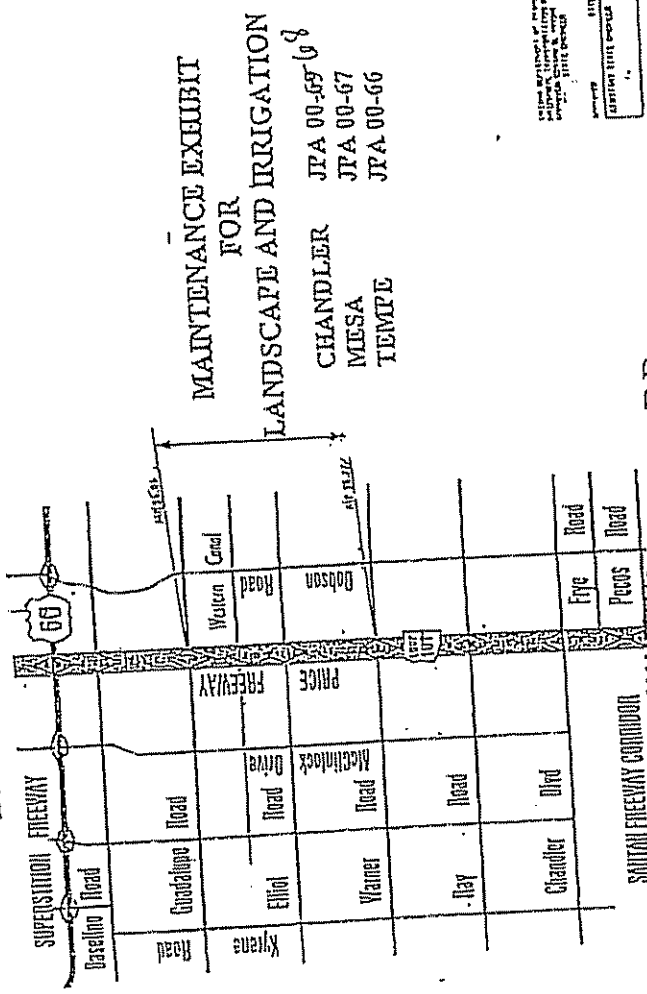 MAINTENANCE EXHIBIT
FOR
LANDSCAPE AND IRRIGATION
CHANDLER JPA 00-69 68
MESA JPA 00-67
TEMPE JPA 00-66
SUPERSTITION FREEWAY
60
Baseline Road
Guadalupe Road
Western Canal
Elliot Road
Road
Warner Road
Ray Road
Chandler Blvd
Frye Road
Pecos Road
SANTAN FREEWAY CORRIDOR
Kyrene
Road
McClintock
Drive
PRICE
FREEWAY
Dobson
101